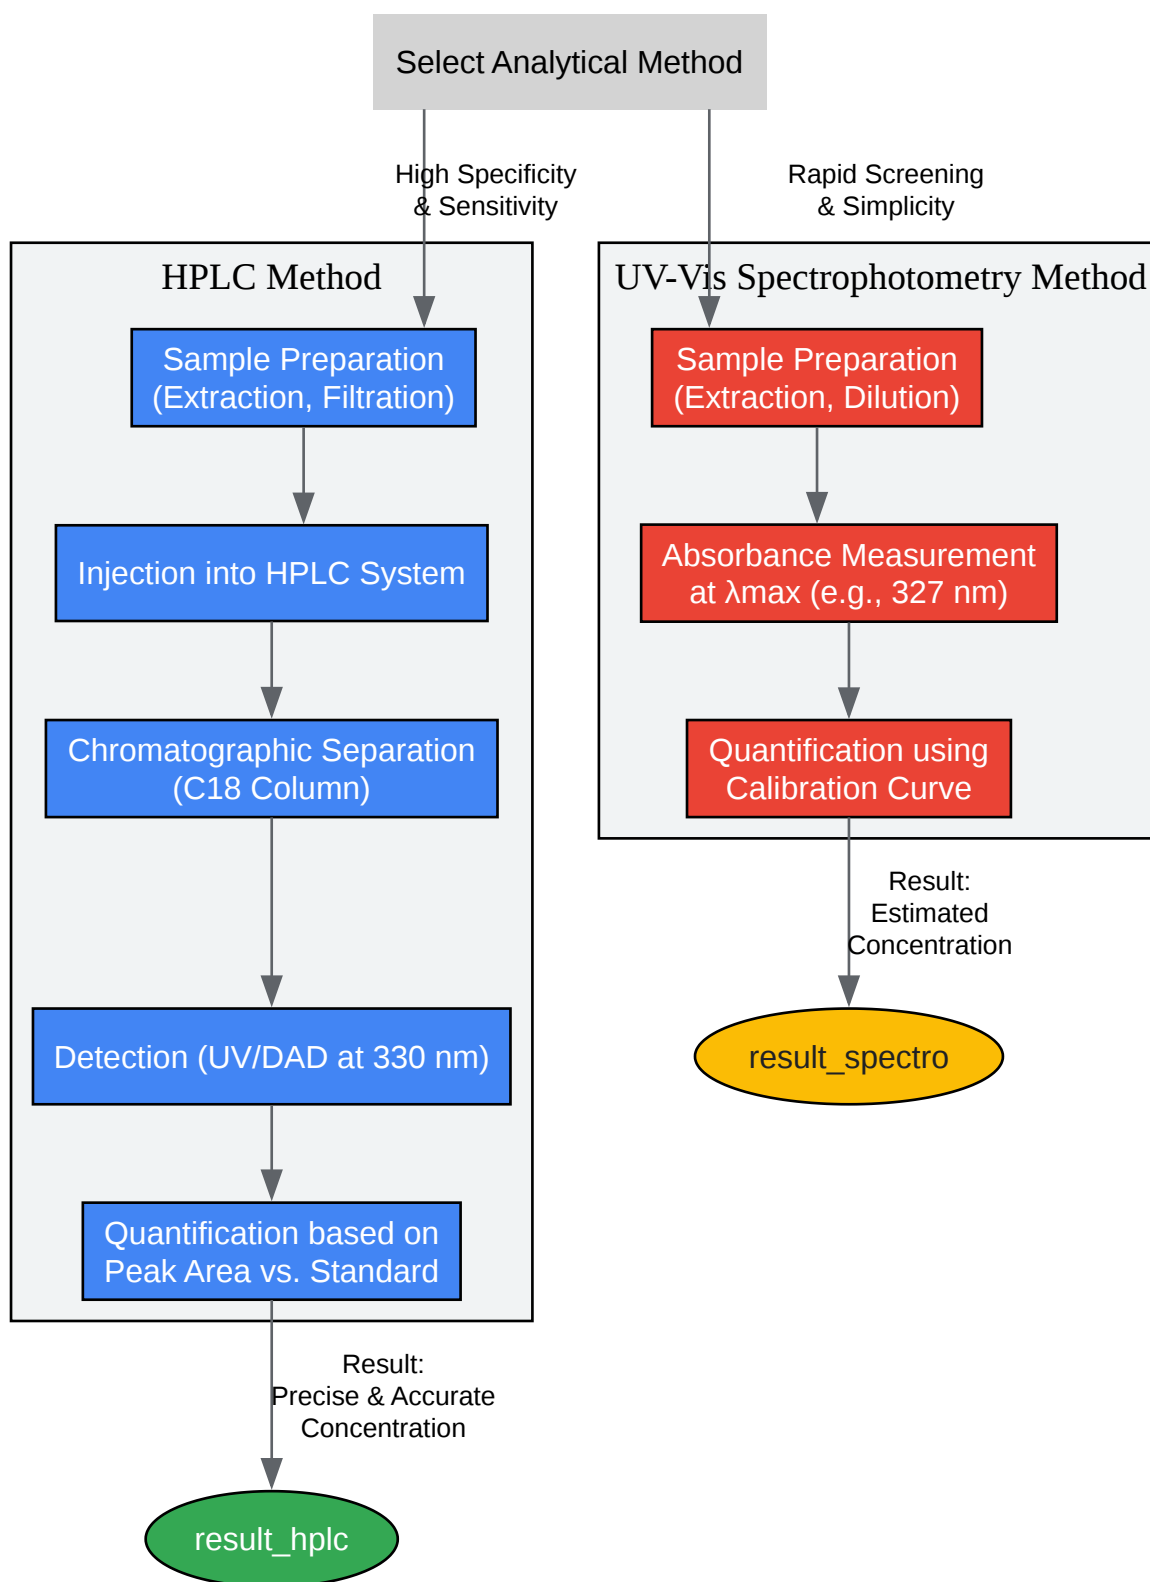 Select Analytical Method
High Specificity
& Sensitivity
Rapid Screening
& Simplicity
HPLC Method
Sample Preparation
(Extraction, Filtration)
Injection into HPLC System
Chromatographic Separation
(C18 Column)
Detection (UV/DAD at 330 nm)
Quantification based on
Peak Area vs. Standard
Result:
Precise & Accurate
Concentration
result_hplc
UV-Vis Spectrophotometry Method
Sample Preparation
(Extraction, Dilution)
Absorbance Measurement
at λmax (e.g., 327 nm)
Quantification using
Calibration Curve
Result:
Estimated
Concentration
result_spectro